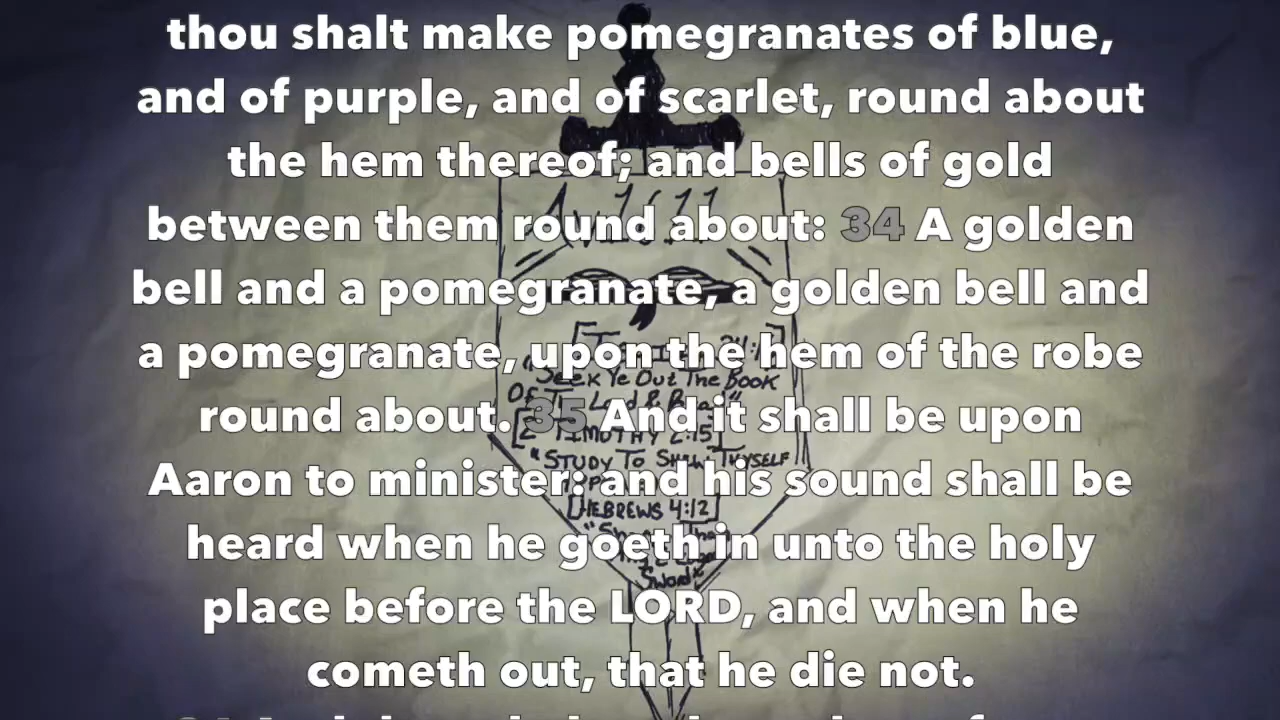 thou shalt make pomegranates of blue,
and of purple, and of scarlet, round about
the hem thereof; and bells of gold
between them round about: 34 A golden
bell and a pomegranate, a golden bell and
a pomegranate, upon the hem of the robe
round about. 35 And it shall be upon
Aaron to minister: and his sound shall be
heard when he goeth in unto the holy
place before the LORD, and when he
cometh out, that he die not.
Av 1611
"Seek Ye Out The Book
Of The Lord &
TIMOTHY 2:15]
"STUDY TO SHEW THYSELF
[HEBREWS 4:12]
Sword"